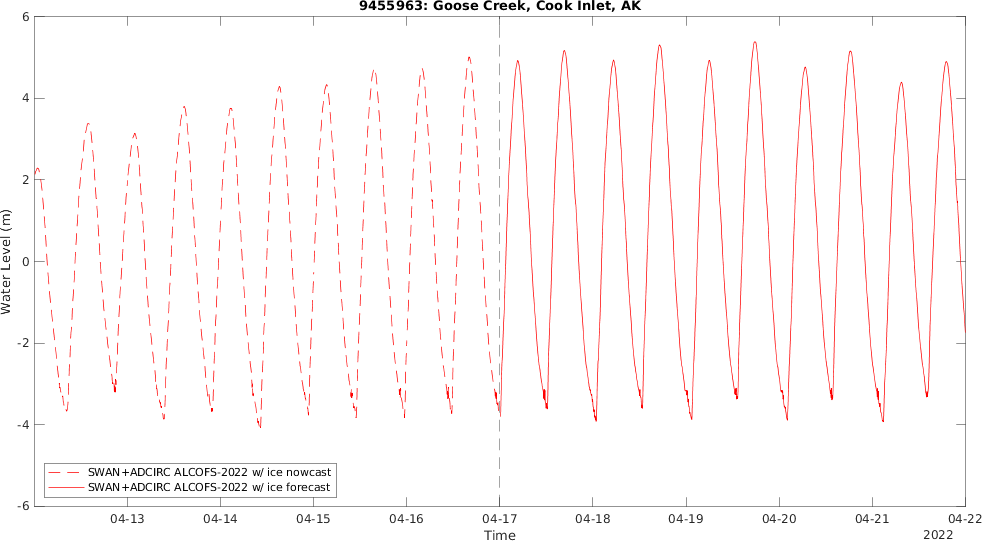 9455963: Goose Creek, Cook Inlet, AK
6
4
2
0
-2
-4
-6
Water Level (m)
SWAN+ADCIRC ALCOFS-2022 w/ ice nowcast
SWAN+ADCIRC ALCOFS-2022 w/ ice forecast
04-13 04-14 04-15 04-16 04-17 04-18 04-19 04-20 04-21 04-22
Time
2022